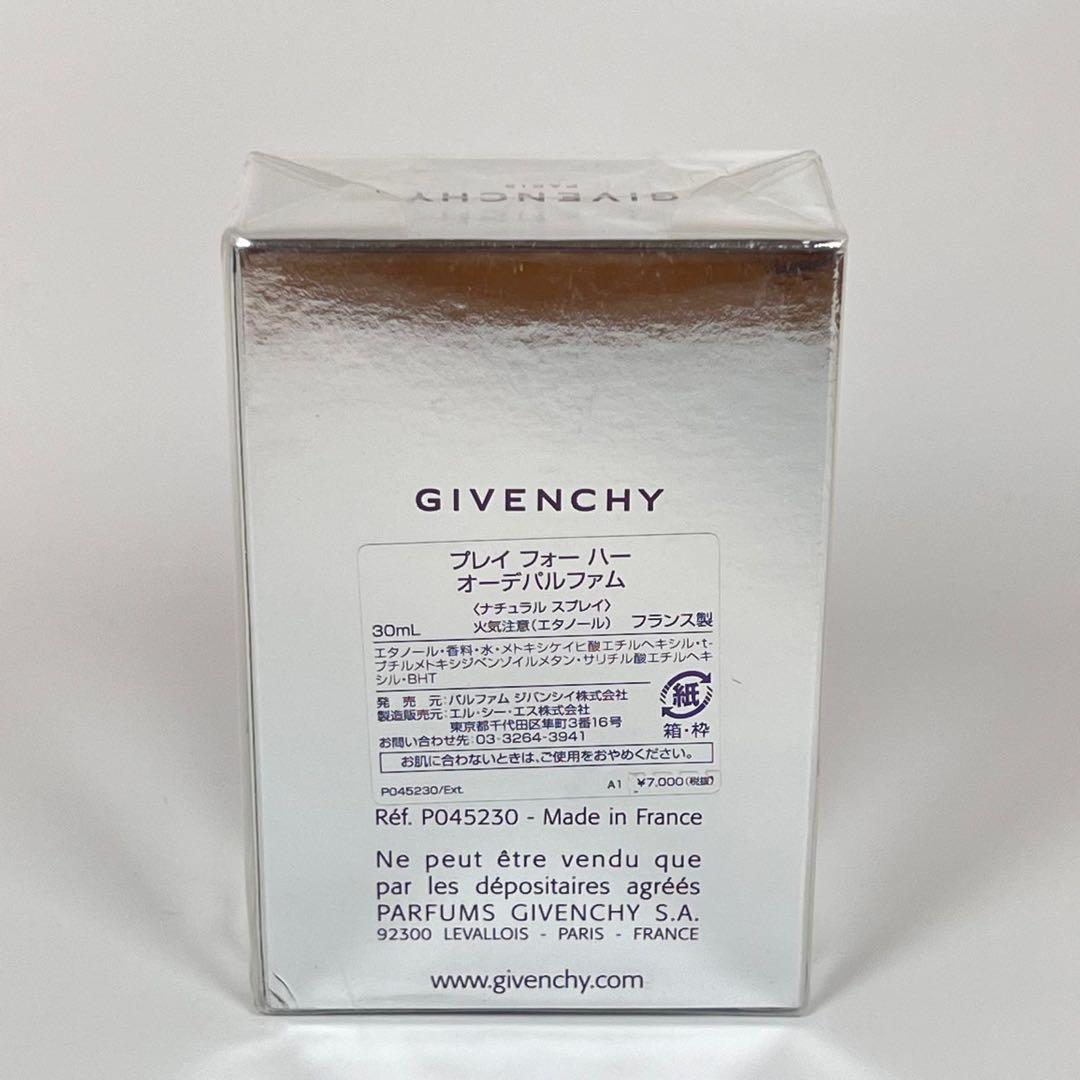 GIVENCHY
PARIS
GIVENCHY
プレイ フォー ハー
オーデパルファム
〈ナチュラル スプレイ〉
30mL 火気注意(エタノール) フランス製
エタノール・香料・水・メトキシケイヒ酸エチルヘキシル・t-
ブチルメトキシジベンゾイルメタン・サリチル酸エチルヘキ
シル・BHT
発 売 元:パルファム ジバンシイ株式会社
製造販売元:エル・シー・エス株式会社
東京都千代田区隼町3番16号
お問い合わせ先:03-3264-3941
紙
箱・枠
お肌に合わないときは、ご使用をおやめください。
P045230/Ext. A1 ¥7,000(税抜)
Réf. P045230 - Made in France
Ne peut être vendu que
par les dépositaires agréés
PARFUMS GIVENCHY S.A.
92300 LEVALLOIS - PARIS - FRANCE
www.givenchy.com